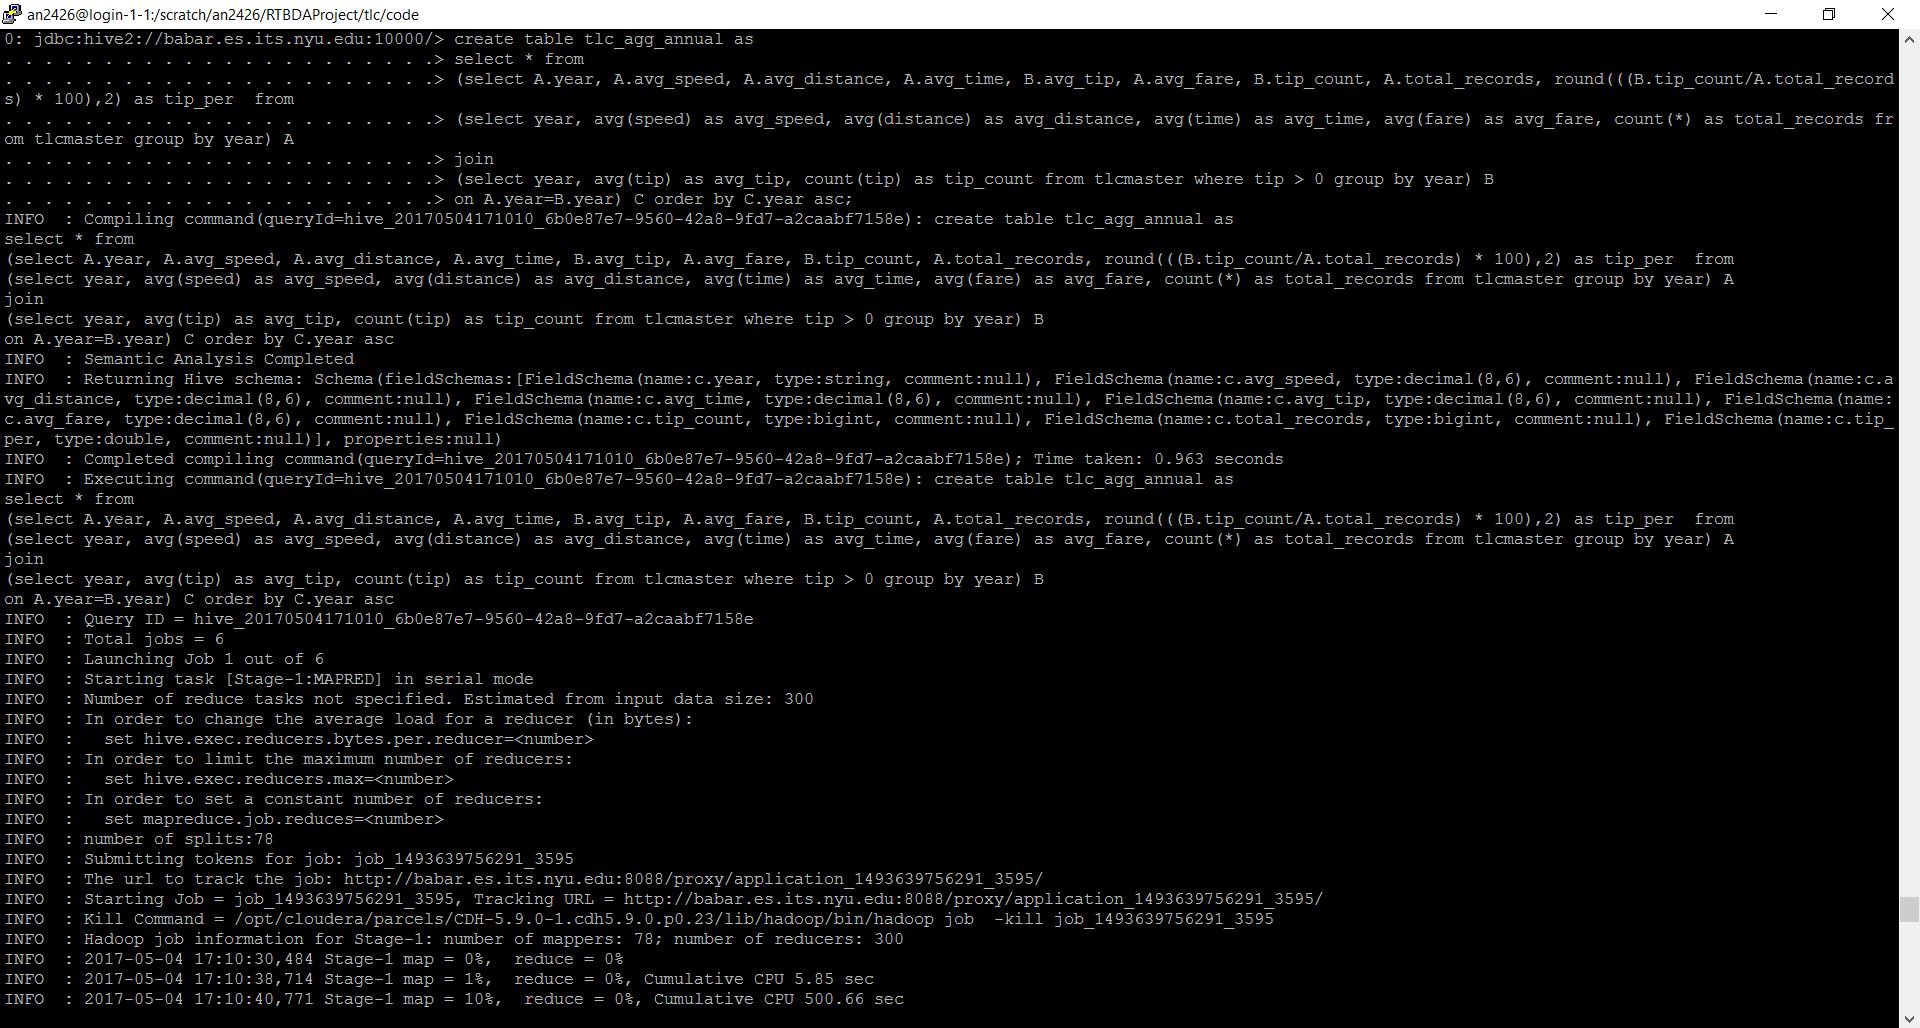 an2426@login-1-1:/scratch/an2426/RTBDAProject/tlc/code
0: jdbc:hive2://babar.es.its.nyu.edu:10000/> create table tlc_agg_annual as
. . . . . . . . . . . . . . . . . . . . . .> select * from
. . . . . . . . . . . . . . . . . . . . . .> (select A.year, A.avg_speed, A.avg_distance, A.avg_time, B.avg_tip, A.avg_fare, B.tip_count, A.total_records, round(((B.tip_count/A.total_record
s) * 100),2) as tip_per  from
. . . . . . . . . . . . . . . . . . . . . .> (select year, avg(speed) as avg_speed, avg(distance) as avg_distance, avg(time) as avg_time, avg(fare) as avg_fare, count(*) as total_records fr
om tlcmaster group by year) A
. . . . . . . . . . . . . . . . . . . . . .> join
. . . . . . . . . . . . . . . . . . . . . .> (select year, avg(tip) as avg_tip, count(tip) as tip_count from tlcmaster where tip > 0 group by year) B
. . . . . . . . . . . . . . . . . . . . . .> on A.year=B.year) C order by C.year asc;
INFO  : Compiling command(queryId=hive_20170504171010_6b0e87e7-9560-42a8-9fd7-a2caabf7158e): create table tlc_agg_annual as
select * from
(select A.year, A.avg_speed, A.avg_distance, A.avg_time, B.avg_tip, A.avg_fare, B.tip_count, A.total_records, round(((B.tip_count/A.total_records) * 100),2) as tip_per  from
(select year, avg(speed) as avg_speed, avg(distance) as avg_distance, avg(time) as avg_time, avg(fare) as avg_fare, count(*) as total_records from tlcmaster group by year) A
join
(select year, avg(tip) as avg_tip, count(tip) as tip_count from tlcmaster where tip > 0 group by year) B
on A.year=B.year) C order by C.year asc
INFO  : Semantic Analysis Completed
INFO  : Returning Hive schema: Schema(fieldSchemas:[FieldSchema(name:c.year, type:string, comment:null), FieldSchema(name:c.avg_speed, type:decimal(8,6), comment:null), FieldSchema(name:c.a
vg_distance, type:decimal(8,6), comment:null), FieldSchema(name:c.avg_time, type:decimal(8,6), comment:null), FieldSchema(name:c.avg_tip, type:decimal(8,6), comment:null), FieldSchema(name:
c.avg_fare, type:decimal(8,6), comment:null), FieldSchema(name:c.tip_count, type:bigint, comment:null), FieldSchema(name:c.total_records, type:bigint, comment:null), FieldSchema(name:c.tip_
per, type:double, comment:null)], properties:null)
INFO  : Completed compiling command(queryId=hive_20170504171010_6b0e87e7-9560-42a8-9fd7-a2caabf7158e); Time taken: 0.963 seconds
INFO  : Executing command(queryId=hive_20170504171010_6b0e87e7-9560-42a8-9fd7-a2caabf7158e): create table tlc_agg_annual as
select * from
(select A.year, A.avg_speed, A.avg_distance, A.avg_time, B.avg_tip, A.avg_fare, B.tip_count, A.total_records, round(((B.tip_count/A.total_records) * 100),2) as tip_per  from
(select year, avg(speed) as avg_speed, avg(distance) as avg_distance, avg(time) as avg_time, avg(fare) as avg_fare, count(*) as total_records from tlcmaster group by year) A
join
(select year, avg(tip) as avg_tip, count(tip) as tip_count from tlcmaster where tip > 0 group by year) B
on A.year=B.year) C order by C.year asc
INFO  : Query ID = hive_20170504171010_6b0e87e7-9560-42a8-9fd7-a2caabf7158e
INFO  : Total jobs = 6
INFO  : Launching Job 1 out of 6
INFO  : Starting task [Stage-1:MAPRED] in serial mode
INFO  : Number of reduce tasks not specified. Estimated from input data size: 300
INFO  : In order to change the average load for a reducer (in bytes):
INFO  :   set hive.exec.reducers.bytes.per.reducer=<number>
INFO  : In order to limit the maximum number of reducers:
INFO  :   set hive.exec.reducers.max=<number>
INFO  : In order to set a constant number of reducers:
INFO  :   set mapreduce.job.reduces=<number>
INFO  : number of splits:78
INFO  : Submitting tokens for job: job_1493639756291_3595
INFO  : The url to track the job: http://babar.es.its.nyu.edu:8088/proxy/application_1493639756291_3595/
INFO  : Starting Job = job_1493639756291_3595, Tracking URL = http://babar.es.its.nyu.edu:8088/proxy/application_1493639756291_3595/
INFO  : Kill Command = /opt/cloudera/parcels/CDH-5.9.0-1.cdh5.9.0.p0.23/lib/hadoop/bin/hadoop job  -kill job_1493639756291_3595
INFO  : Hadoop job information for Stage-1: number of mappers: 78; number of reducers: 300
INFO  : 2017-05-04 17:10:30,484 Stage-1 map = 0%,  reduce = 0%
INFO  : 2017-05-04 17:10:38,714 Stage-1 map = 1%,  reduce = 0%, Cumulative CPU 5.85 sec
INFO  : 2017-05-04 17:10:40,771 Stage-1 map = 10%,  reduce = 0%, Cumulative CPU 500.66 sec